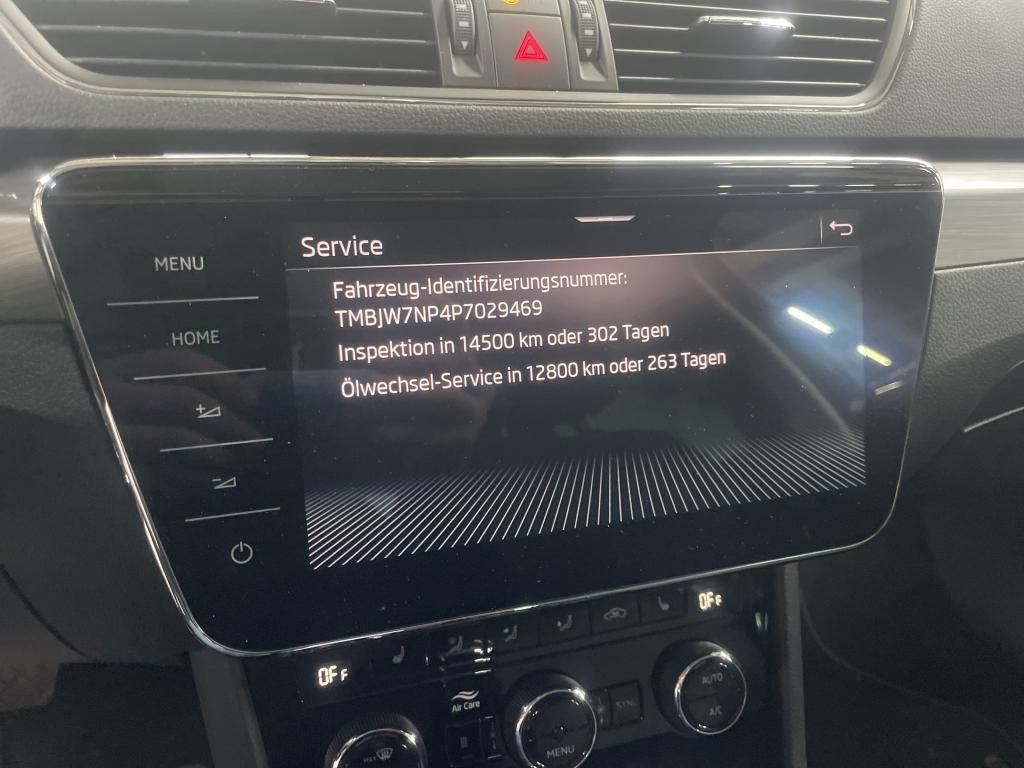 MENU
HOME
Service
Fahrzeug-Identifizierungsnummer:
TMBJW7NP4P7029469
Inspektion in 14500 km oder 302 Tagen
Ölwechsel-Service in 12800 km oder 263 Tagen
OFF
OFF
Air Care
SYNC
AUTO
A/C
MAX
MENU